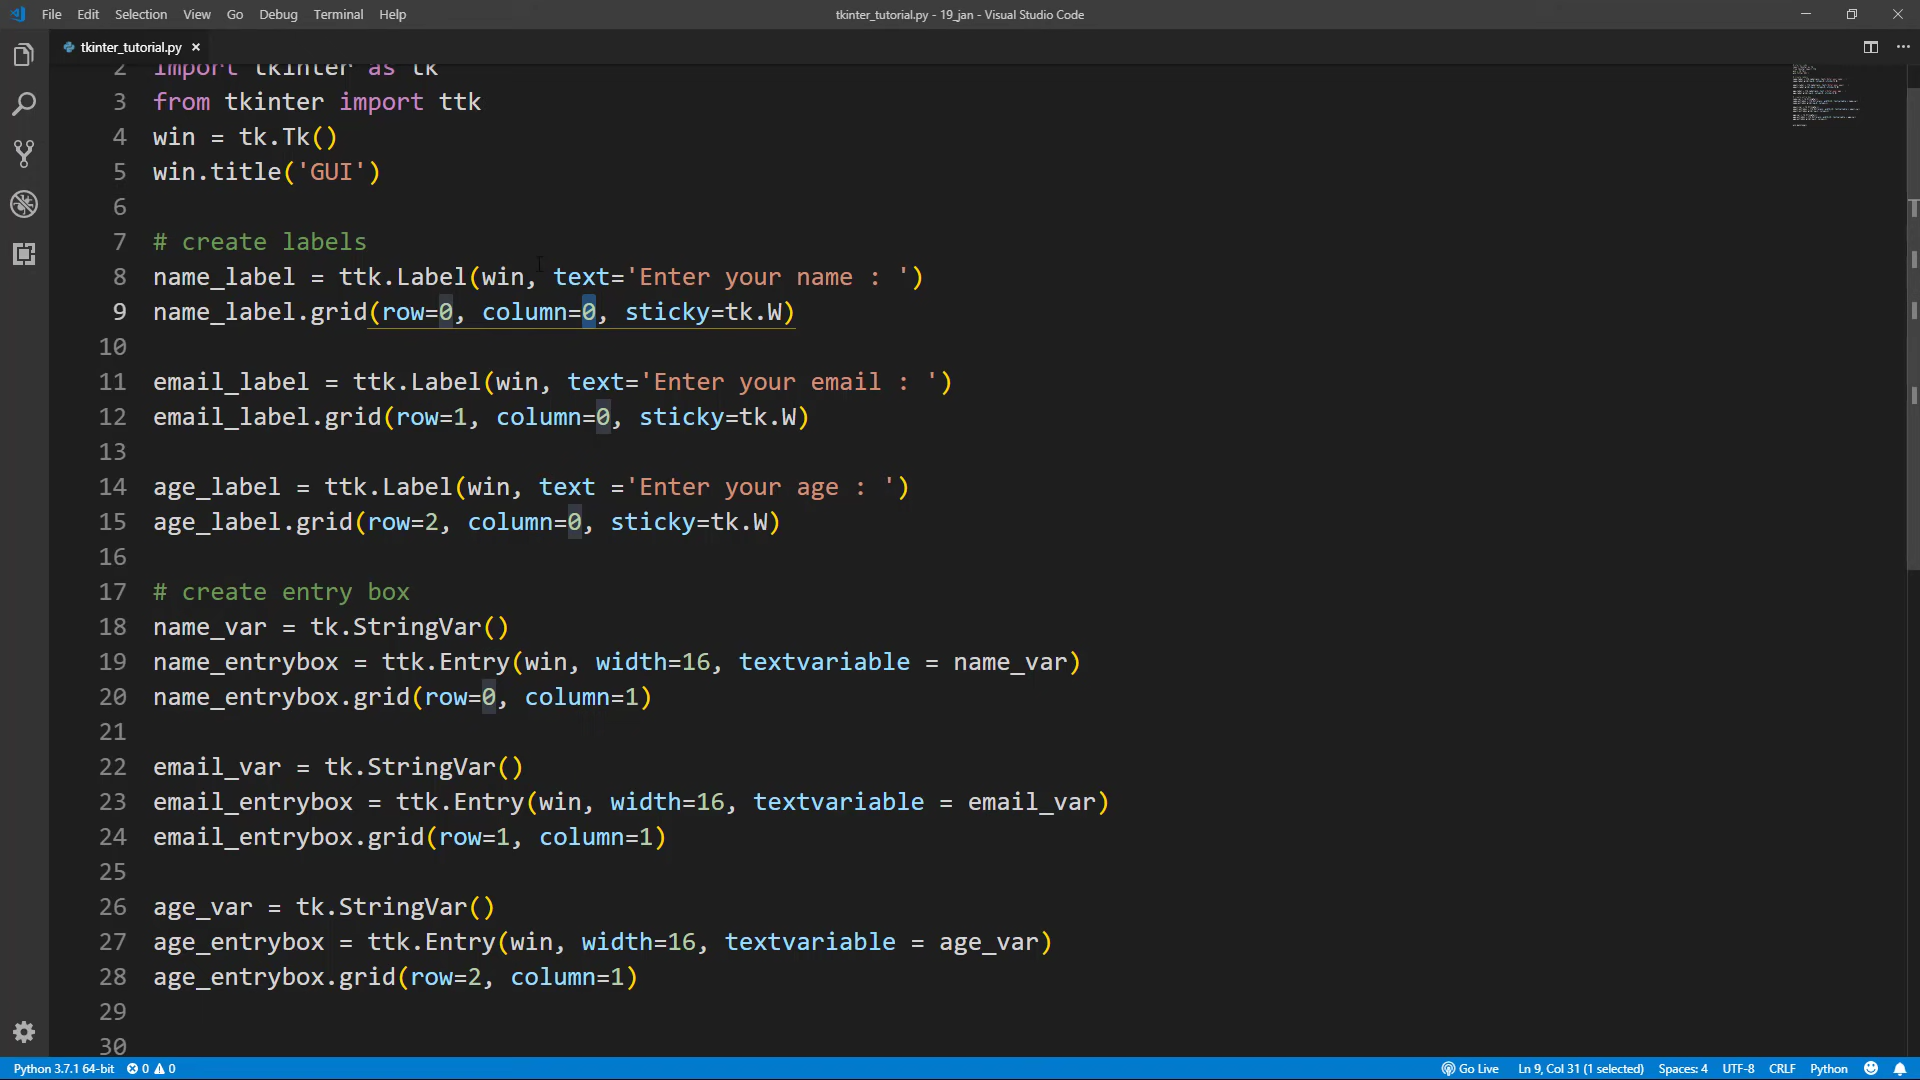 File Edit Selection View Go Debug Terminal Help
tkinter_tutorial.py - 19_jan - Visual Studio Code
tkinter_tutorial.py ×
2 import tkinter as tk
3 from tkinter import ttk
4 win = tk.Tk()
5 win.title('GUI')
6
7 # create labels
8 name_label = ttk.Label(win, text='Enter your name : ')
9 name_label.grid(row=0, column=0, sticky=tk.W)
10
11 email_label = ttk.Label(win, text='Enter your email : ')
12 email_label.grid(row=1, column=0, sticky=tk.W)
13
14 age_label = ttk.Label(win, text ='Enter your age : ')
15 age_label.grid(row=2, column=0, sticky=tk.W)
16
17 # create entry box
18 name_var = tk.StringVar()
19 name_entrybox = ttk.Entry(win, width=16, textvariable = name_var)
20 name_entrybox.grid(row=0, column=1)
21
22 email_var = tk.StringVar()
23 email_entrybox = ttk.Entry(win, width=16, textvariable = email_var)
24 email_entrybox.grid(row=1, column=1)
25
26 age_var = tk.StringVar()
27 age_entrybox = ttk.Entry(win, width=16, textvariable = age_var)
28 age_entrybox.grid(row=2, column=1)
29
30
Python 3.7.1 64-bit 0 0 Go Live Ln 9, Col 31 (1 selected) Spaces: 4 UTF-8 CRLF Python